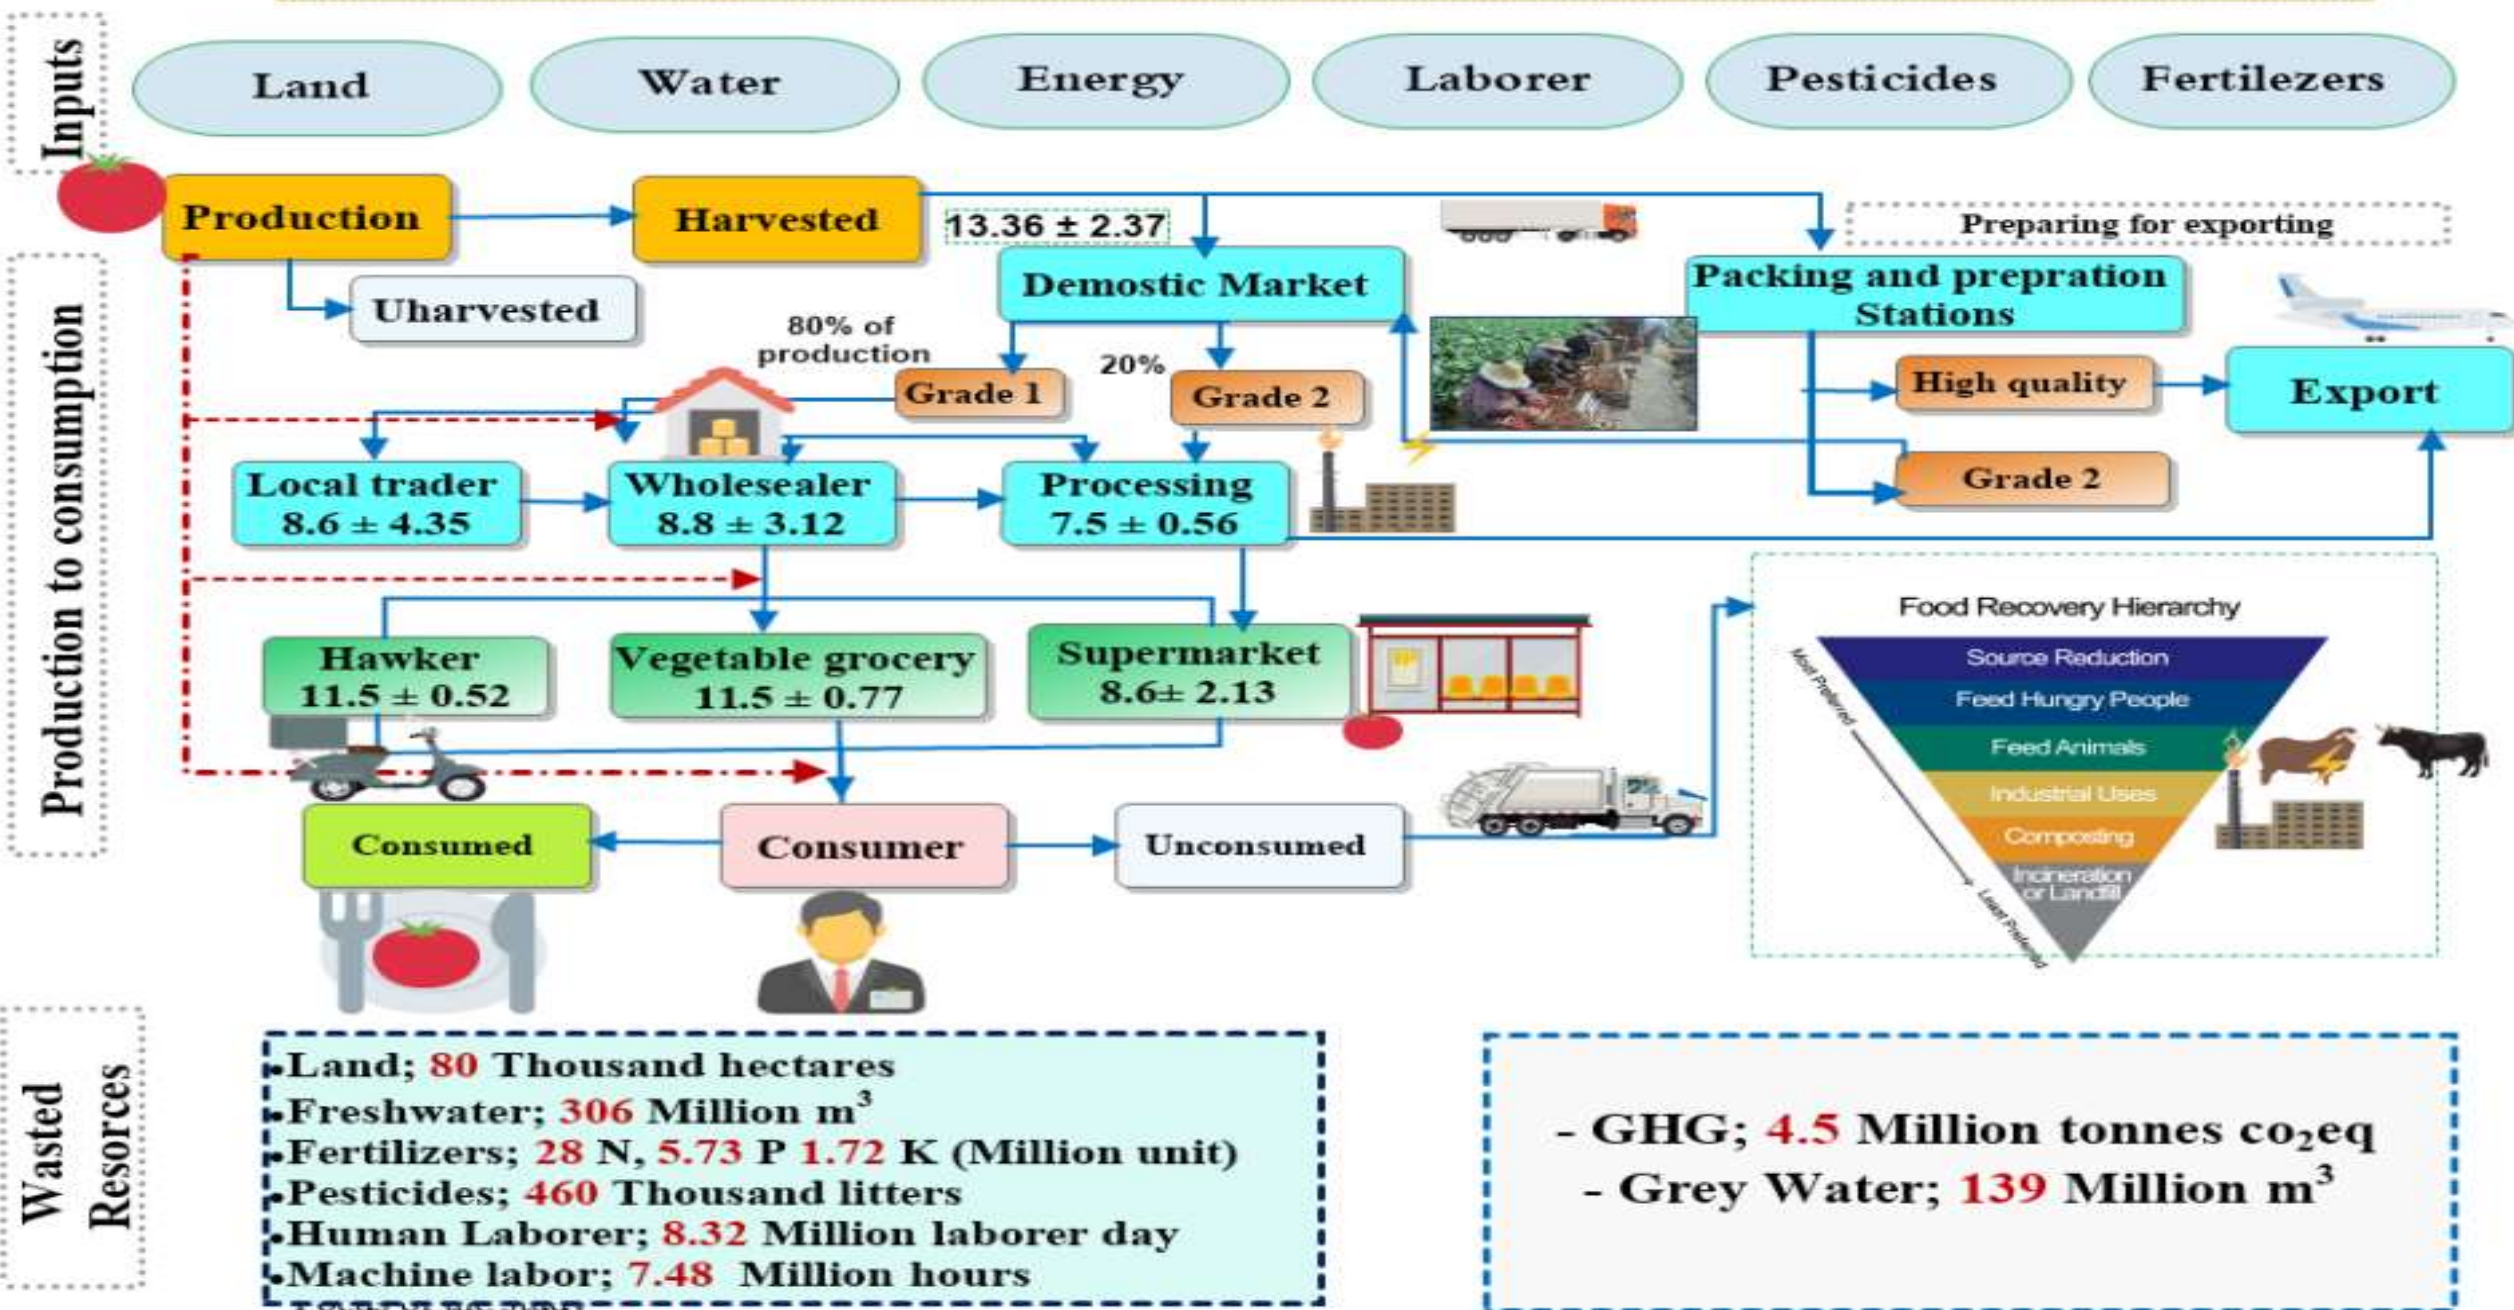 Inputs
Land
Water
Energy
Laborer
Pesticides
Fertilezers
Production to consumption
Production
Harvested
13.36 ± 2.37
Preparing for exporting
Uharvested
Demostic Market
Packing and prepration
Stations
80% of
production
20%
Grade 1
Grade 2
High quality
Export
Grade 2
Local trader
8.6 ± 4.35
Wholesealer
8.8 ± 3.12
Processing
7.5 ± 0.56
Hawker
11.5 ± 0.52
Vegetable grocery
11.5 ± 0.77
Supermarket
8.6± 2.13
Food Recovery Hierarchy
Most Preferred
Source Reduction
Feed Hungry People
Feed Animals
Industrial Uses
Composting
Incineration
or Landfill
Least Preferred
Consumed
Consumer
Unconsumed
Wasted
Resorces
•Land; 80 Thousand hectares
•Freshwater; 306 Million m³
•Fertilizers; 28 N, 5.73 P 1.72 K (Million unit)
•Pesticides; 460 Thousand litters
•Human Laborer; 8.32 Million laborer day
•Machine labor; 7.48 Million hours
- GHG; 4.5 Million tonnes co₂eq
- Grey Water; 139 Million m³